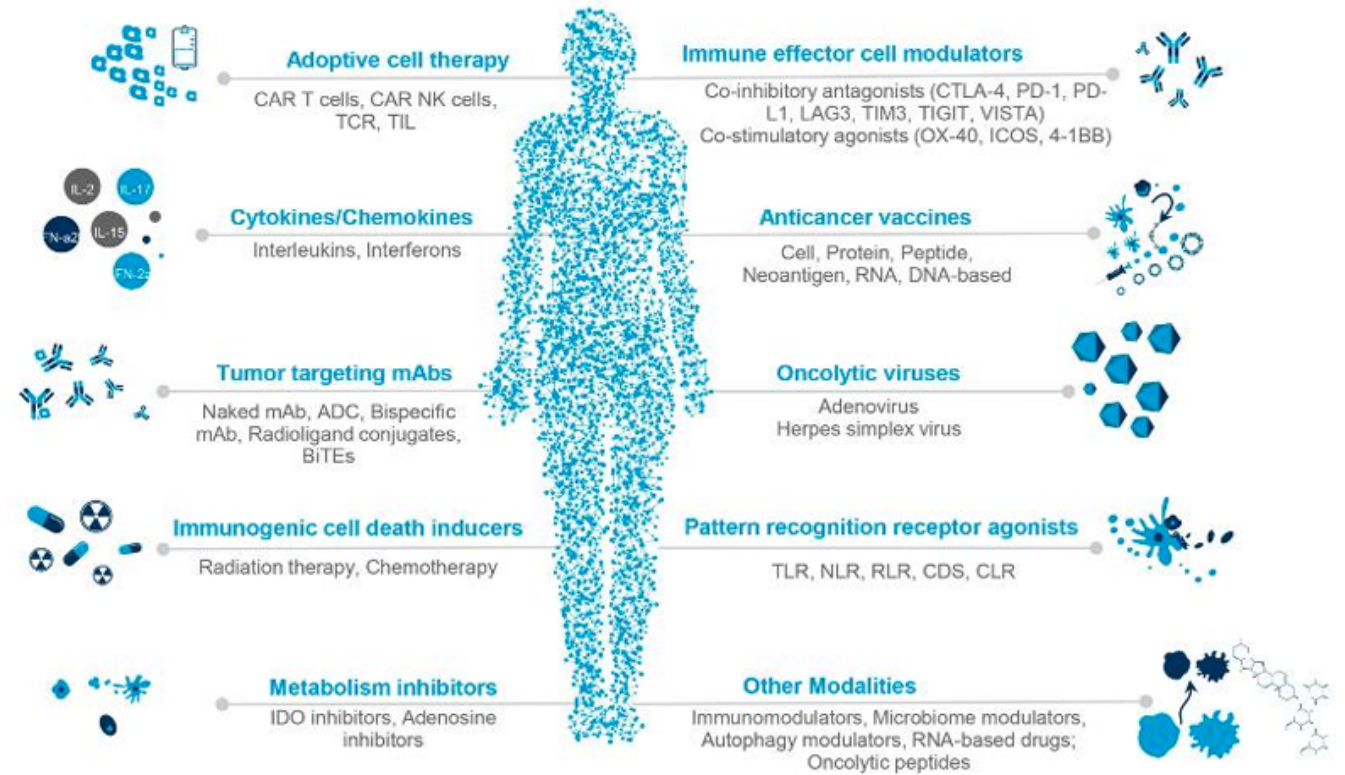 Adoptive cell therapy
CAR T cells, CAR NK cells,
TCR, TIL
Immune effector cell modulators
Co-inhibitory antagonists (CTLA-4, PD-1, PD-
L1, LAG3, TIM3, TIGIT, VISTA)
Co-stimulatory agonists (OX-40, ICOS, 4-1BB)
IL-2
IL-17
FN-a2
IL-15
FN-2a
Cytokines/Chemokines
Interleukins, Interferons
Anticancer vaccines
Cell, Protein, Peptide,
Neoantigen, RNA, DNA-based
Tumor targeting mAbs
Naked mAb, ADC, Bispecific
mAb, Radioligand conjugates,
BiTEs
Oncolytic viruses
Adenovirus
Herpes simplex virus
Immunogenic cell death inducers
Radiation therapy, Chemotherapy
Pattern recognition receptor agonists
TLR, NLR, RLR, CDS, CLR
Metabolism inhibitors
IDO inhibitors, Adenosine
inhibitors
Other Modalities
Immunomodulators, Microbiome modulators,
Autophagy modulators, RNA-based drugs;
Oncolytic peptides